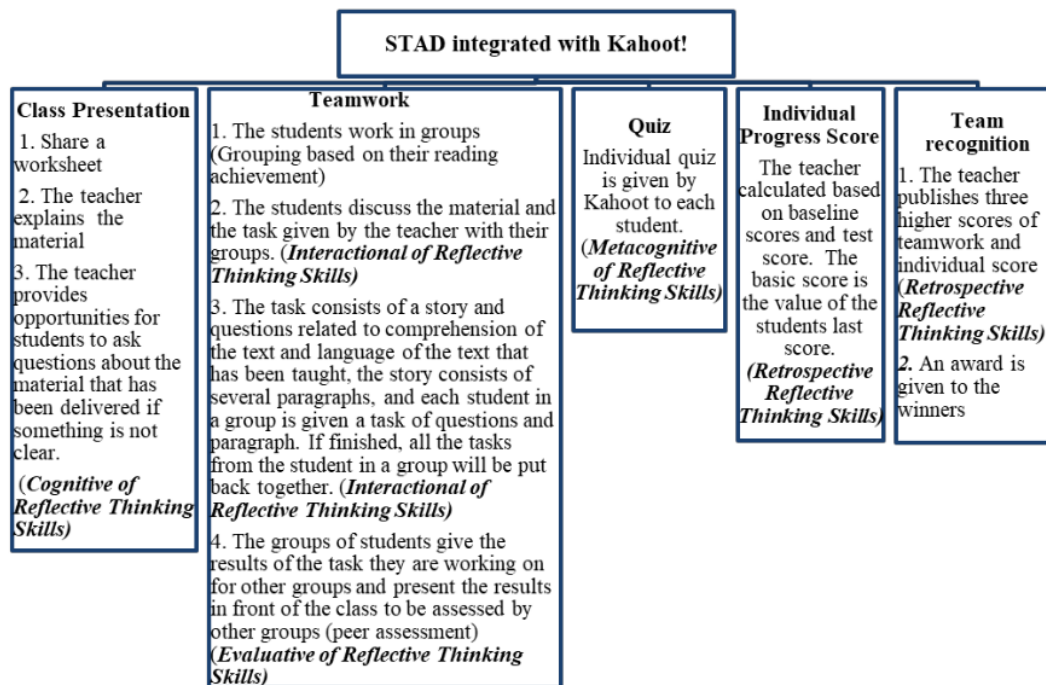 STAD integrated with Kahoot!
Class Presentation
1. Share a
worksheet
2. The teacher
explains the
material
3. The teacher
provides
opportunities for
students to ask
questions about the
material that has
been delivered if
something is not
clear.
(Cognitive of
Reflective Thinking
Skills)
Teamwork
1. The students work in groups
(Grouping based on their reading
achievement)
2. The students discuss the material and
the task given by the teacher with their
groups. (Interactional of Reflective
Thinking Skills)
3. The task consists of a story and
questions related to comprehension of
the text and language of the text that
has been taught, the story consists of
several paragraphs, and each student in
a group is given a task of questions and
paragraph. If finished, all the tasks
from the student in a group will be put
back together. (Interactional of
Reflective Thinking Skills)
4. The groups of students give the
results of the task they are working on
for other groups and present the results
in front of the class to be assessed by
other groups (peer assessment)
(Evaluative of Reflective Thinking
Skills)
Quiz
Individual quiz
is given by
Kahoot to each
student.
(Metacognitive
of Reflective
Thinking Skills)
Individual
Progress Score
The teacher
calculated based
on baseline
scores and test
score. The
basic score is
the value of the
students last
score.
(Retrospective
Reflective
Thinking Skills)
Team
recognition
1. The teacher
publishes three
higher scores of
teamwork and
individual score
(Retrospective
Reflective
Thinking Skills)
2. An award is
given to the
winners